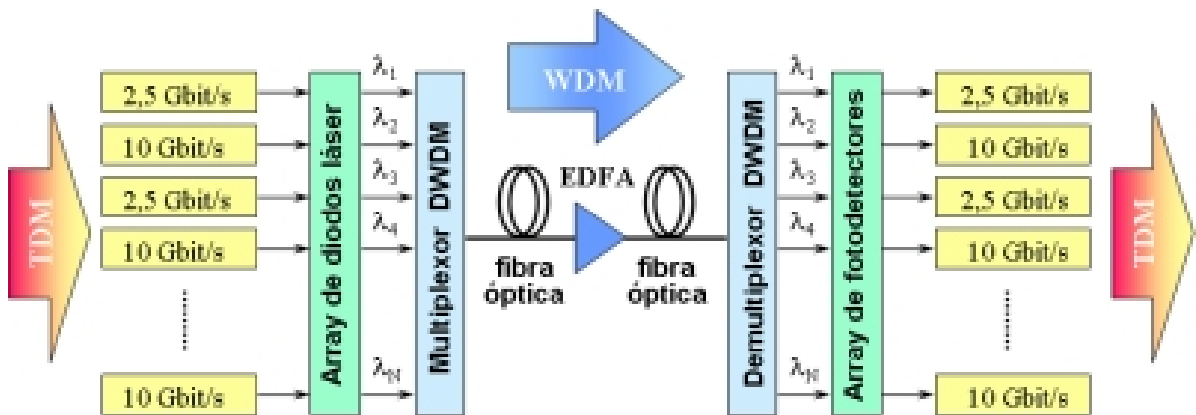 TDM
2,5 Gbit/s
10 Gbit/s
2,5 Gbit/s
10 Gbit/s
10 Gbit/s
Array de diodos láser
λ1
λ2
λ3
λ4
λN
Multiplexor DWDM
WDM
EDFA
fibra
óptica
fibra
óptica
Demultiplexor DWDM
λ1
λ2
λ3
λ4
λN
Array de fotodetectores
2,5 Gbit/s
10 Gbit/s
2,5 Gbit/s
10 Gbit/s
10 Gbit/s
TDM